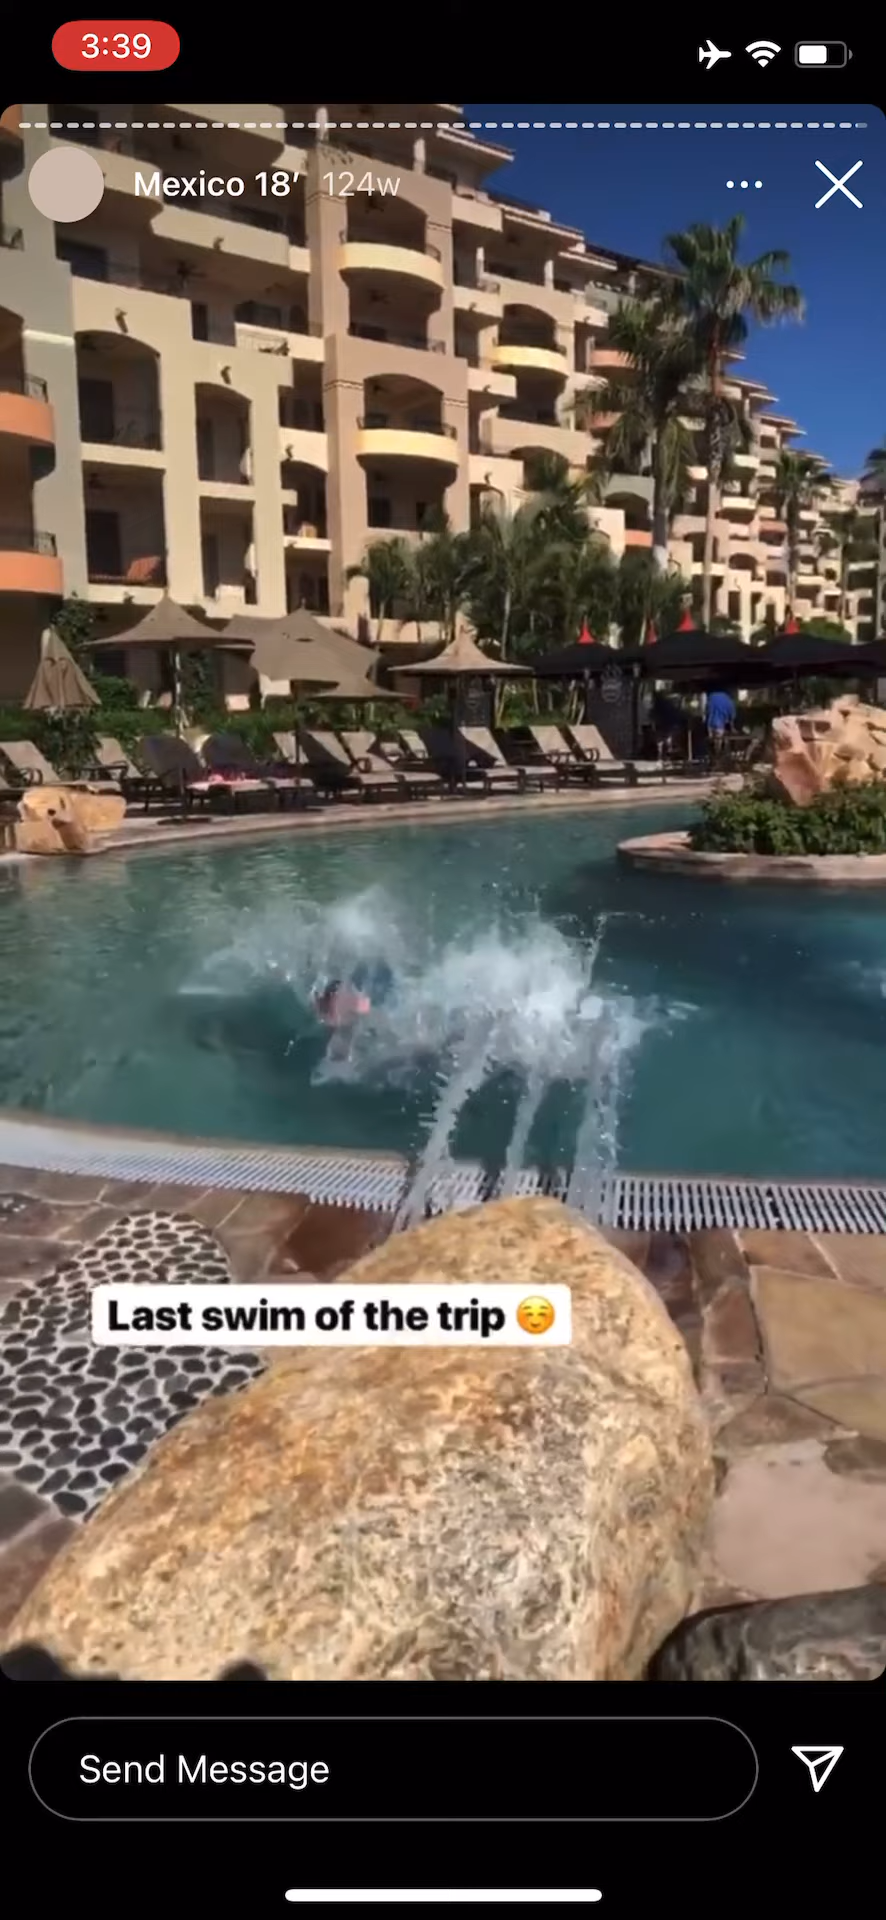 3:39
Mexico 18’ 124w
Last swim of the trip ☺️
Send Message